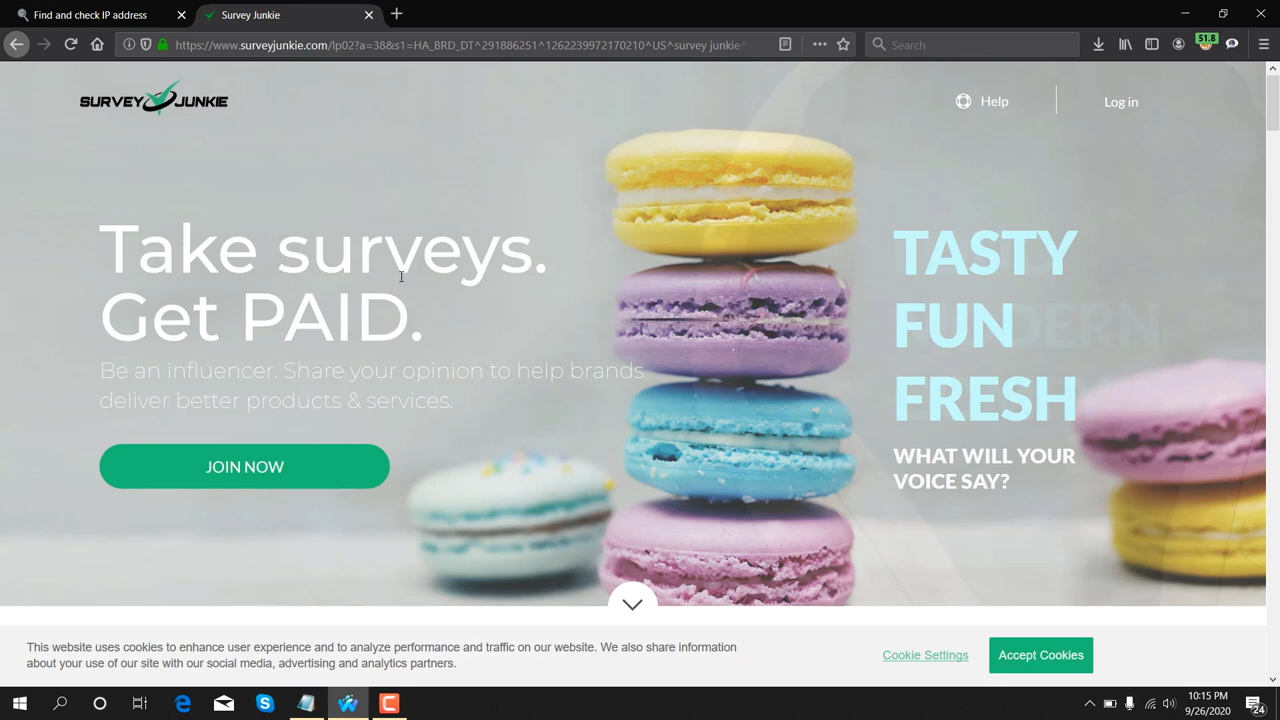 Find and check IP address
Survey Junkie
https://www.surveyjunkie.com/lp02?a=38&s1=HA_BRD_DT^291886251^1262239972170210^US^survey junkie^
Search
51.8
SURVEY JUNKIE
Help
Log in
Take surveys.
Get PAID.
Be an influencer. Share your opinion to help brands
deliver better products & services.
JOIN NOW
TASTY
FUN
FRESH
WHAT WILL YOUR
VOICE SAY?
This website uses cookies to enhance user experience and to analyze performance and traffic on our website. We also share information
about your use of our site with our social media, advertising and analytics partners.
Cookie Settings
Accept Cookies
10:15 PM
9/26/2020
24